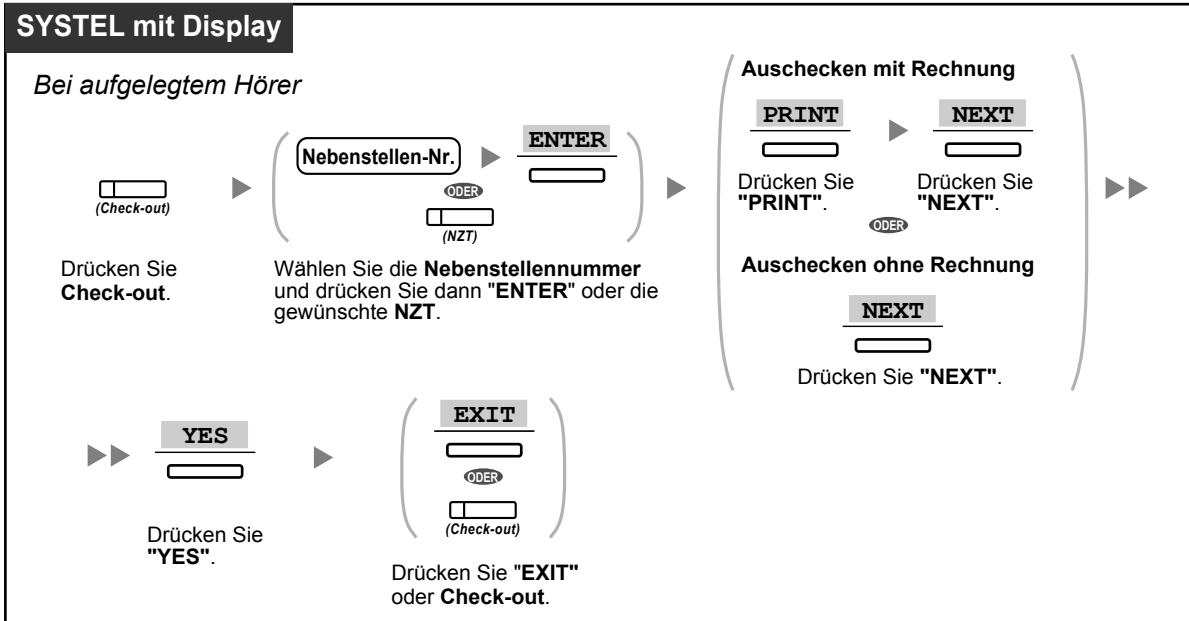 SYSTEL mit Display
Bei aufgelegtem Hörer
(Check-out)
Drücken Sie
Check-out.
Nebenstellen-Nr.
ENTER
ODER
(NZT)
Wählen Sie die Nebenstellennummer
und drücken Sie dann "ENTER" oder die
gewünschte NZT.
Auschecken mit Rechnung
PRINT
NEXT
Drücken Sie
"PRINT".
Drücken Sie
"NEXT".
ODER
Auschecken ohne Rechnung
NEXT
Drücken Sie "NEXT".
YES
Drücken Sie
"YES".
EXIT
ODER
(Check-out)
Drücken Sie "EXIT"
oder Check-out.